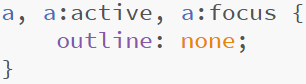 a, a:active, a:focus {
    outline: none;
}